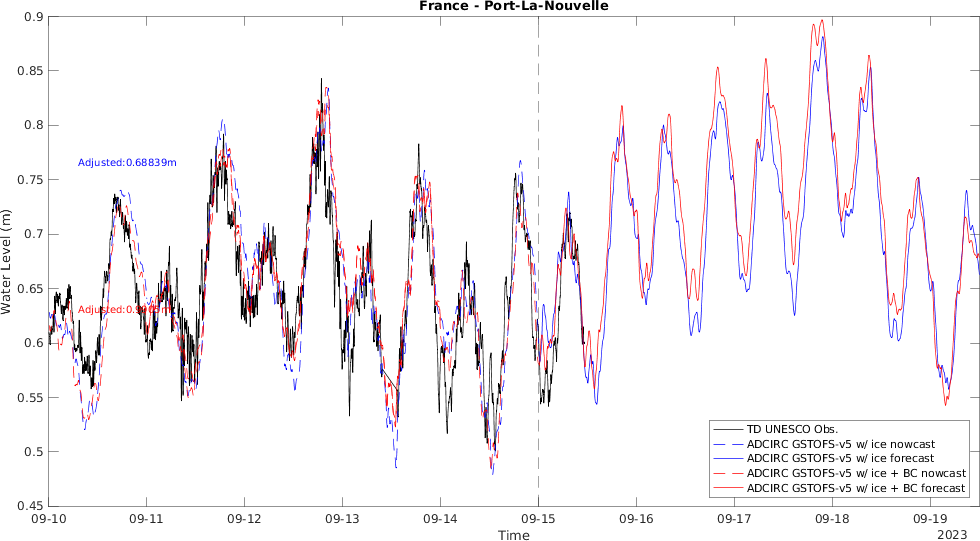 France - Port-La-Nouvelle
0.9
0.85
0.8
0.75
0.7
0.65
0.6
0.55
0.5
0.45
Water Level (m)
Adjusted:0.68839m
TD UNESCO Obs.
ADCIRC GSTOFS-v5 w/ ice nowcast
ADCIRC GSTOFS-v5 w/ ice forecast
ADCIRC GSTOFS-v5 w/ ice + BC nowcast
ADCIRC GSTOFS-v5 w/ ice + BC forecast
09-10 09-11 09-12 09-13 09-14 09-15 09-16 09-17 09-18 09-19
Time
2023